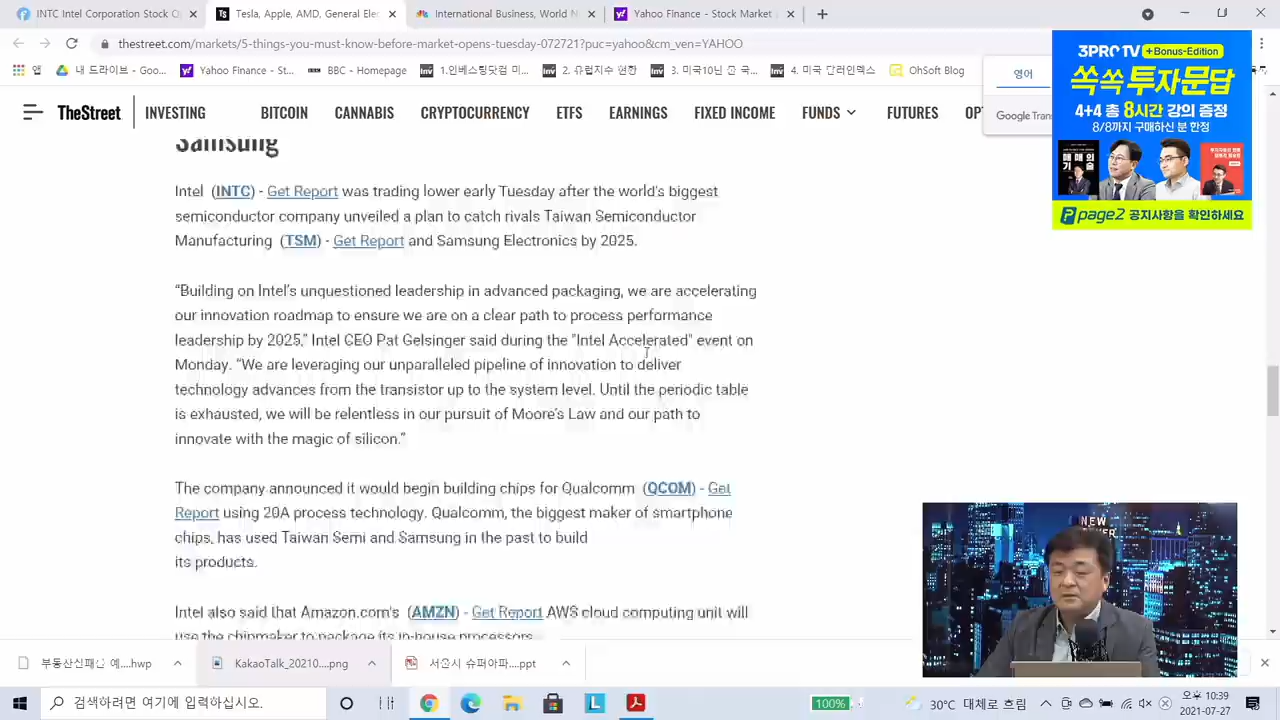 INTC Intel Corporation Stock Q
Tesla, Apple, AMD, General Ele
International Business, World N
Yahoo Finance - Stock Market
thestreet.com/markets/5-things-you-must-know-before-market-opens-tuesday-072721?puc=yahoo&cm_ven=YAHOO
앱
내 드라이브 - Goo...
Yahoo Finance - St...
BBC - Homepage
1.인베스팅닷컴 미...
2. 슈헙지수 현황
3. 미국10년 만 국...
4. 미국 달러인덱스
OhSoft Blog
영어
Google Trans
TheStreet
INVESTING
BITCOIN
CANNABIS
CRYPTOCURRENCY
ETFS
EARNINGS
FIXED INCOME
FUNDS
FUTURES
OP
3PRO TV +Bonus-Edition
쏙쏙 투자문답
4+4 총 8시간 강의 증정
8/8까지 구매하신 분 한정
page2 공지사항을 확인하세요
Samsung
Intel (INTC) - Get Report was trading lower early Tuesday after the world's biggest
semiconductor company unveiled a plan to catch rivals Taiwan Semiconductor
Manufacturing (TSM) - Get Report and Samsung Electronics by 2025.
“Building on Intel’s unquestioned leadership in advanced packaging, we are accelerating
our innovation roadmap to ensure we are on a clear path to process performance
leadership by 2025,” Intel CEO Pat Gelsinger said during the "Intel Accelerated" event on
Monday. “We are leveraging our unparalleled pipeline of innovation to deliver
technology advances from the transistor up to the system level. Until the periodic table
is exhausted, we will be relentless in our pursuit of Moore’s Law and our path to
innovate with the magic of silicon.”
The company announced it would begin building chips for Qualcomm (QCOM) - Get
Report using 20A process technology. Qualcomm, the biggest maker of smartphone
chips, has used Taiwan Semi and Samsung in the past to build
its products.
Intel also said that Amazon.com's (AMZN) - Get Report AWS cloud computing unit will
use the chipmaker to package its in-house processors
NEW
부동산신패널 예....hwp
KakaoTalk_20210....png
서울시 슈퍼아파....ppt
검색하려면 여기에 입력하십시오.
100%
30°C 대체로 흐림
오후 10:39
2021-07-27